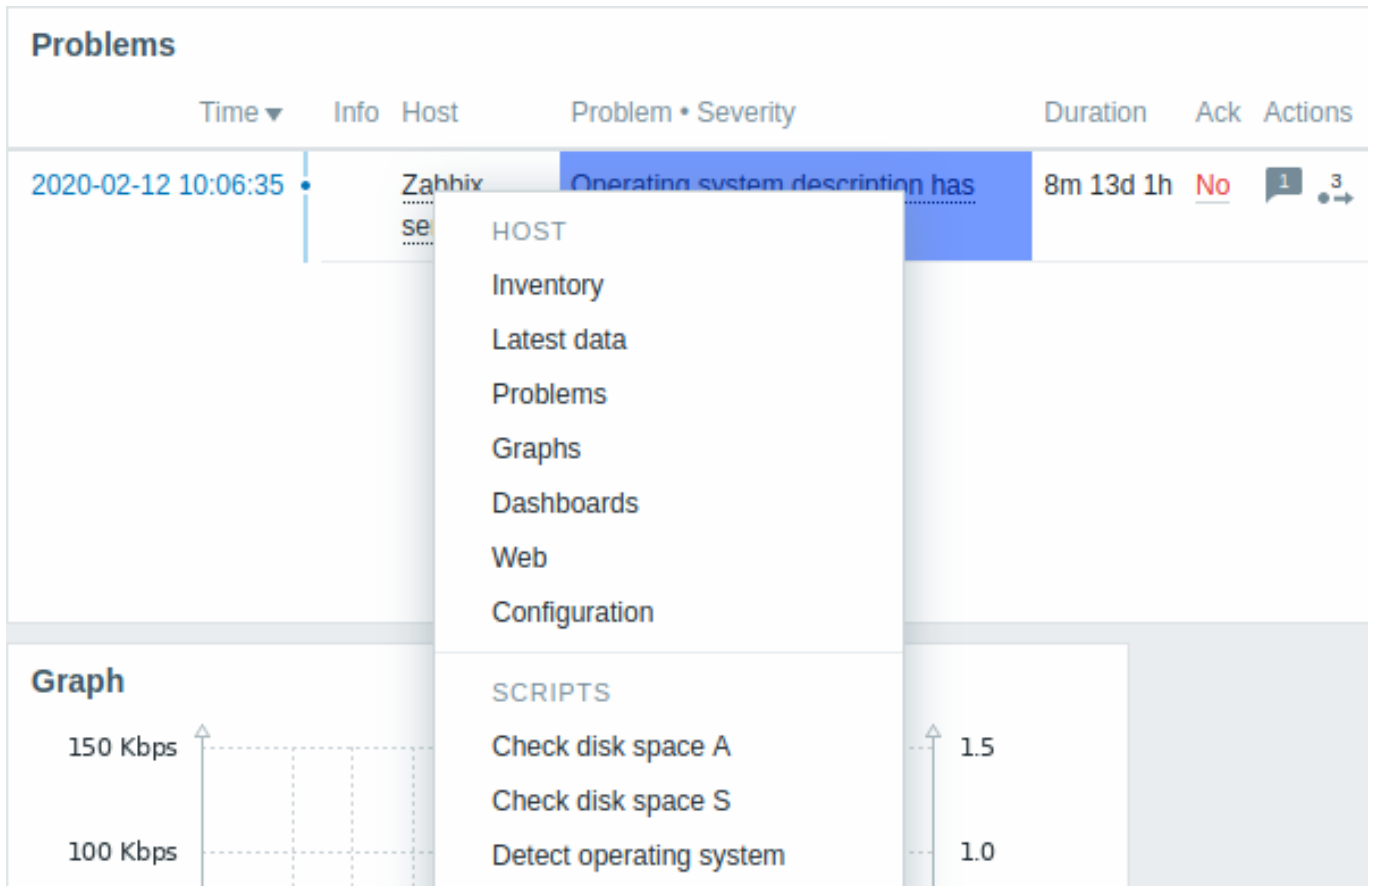 Problems
Time Info Host Problem • Severity Duration Ack Actions
2020-02-12 10:06:35 Zabbix Operating system description has 8m 13d 1h No 1 3
HOST
Inventory
Latest data
Problems
Graphs
Dashboards
Web
Configuration
Graph
SCRIPTS
150 Kbps Check disk space A 1.5
Check disk space S
100 Kbps Detect operating system 1.0